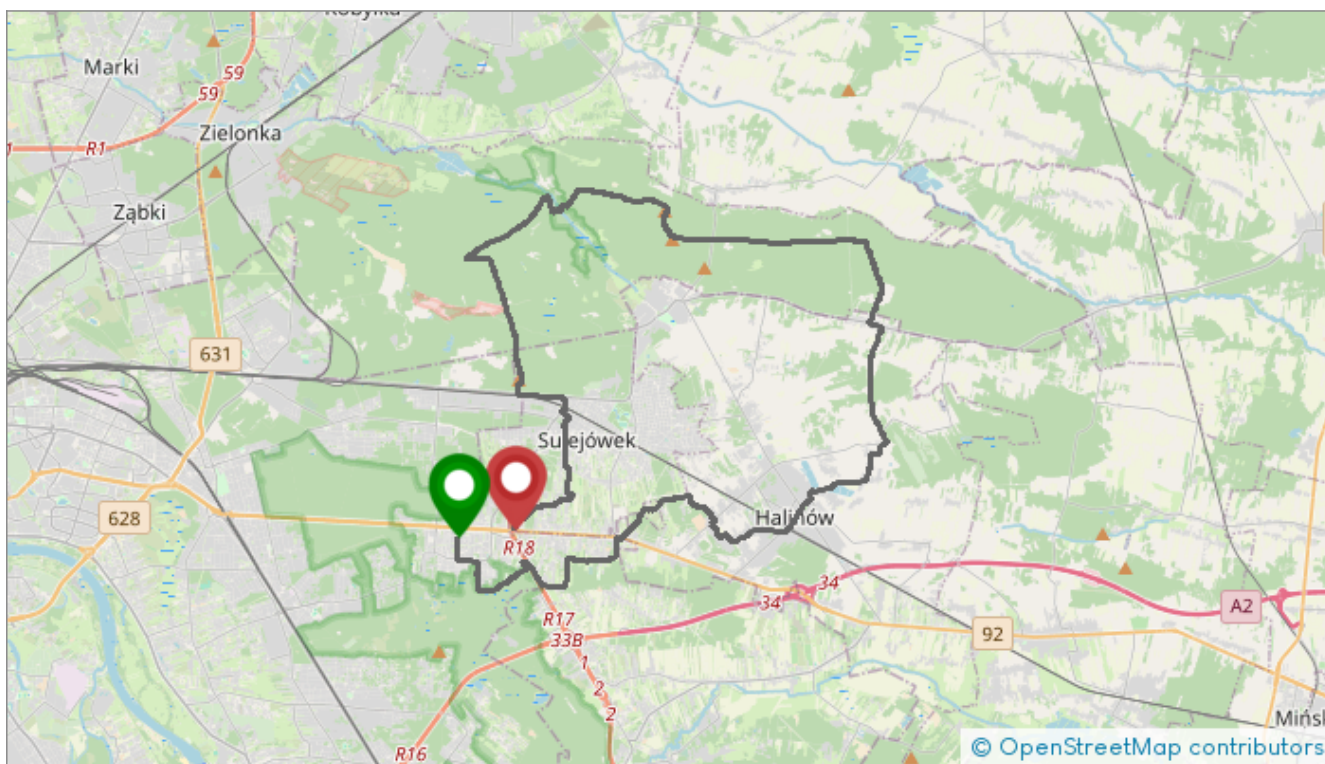 Kobyłka
Marki
59
59
Zielonka
R1
Ząbki
631
Sulejówek
628
Halinów
R18
34
34
R17
33B
A2
92
1
2
2
R16
Mińsk
© OpenStreetMap contributors